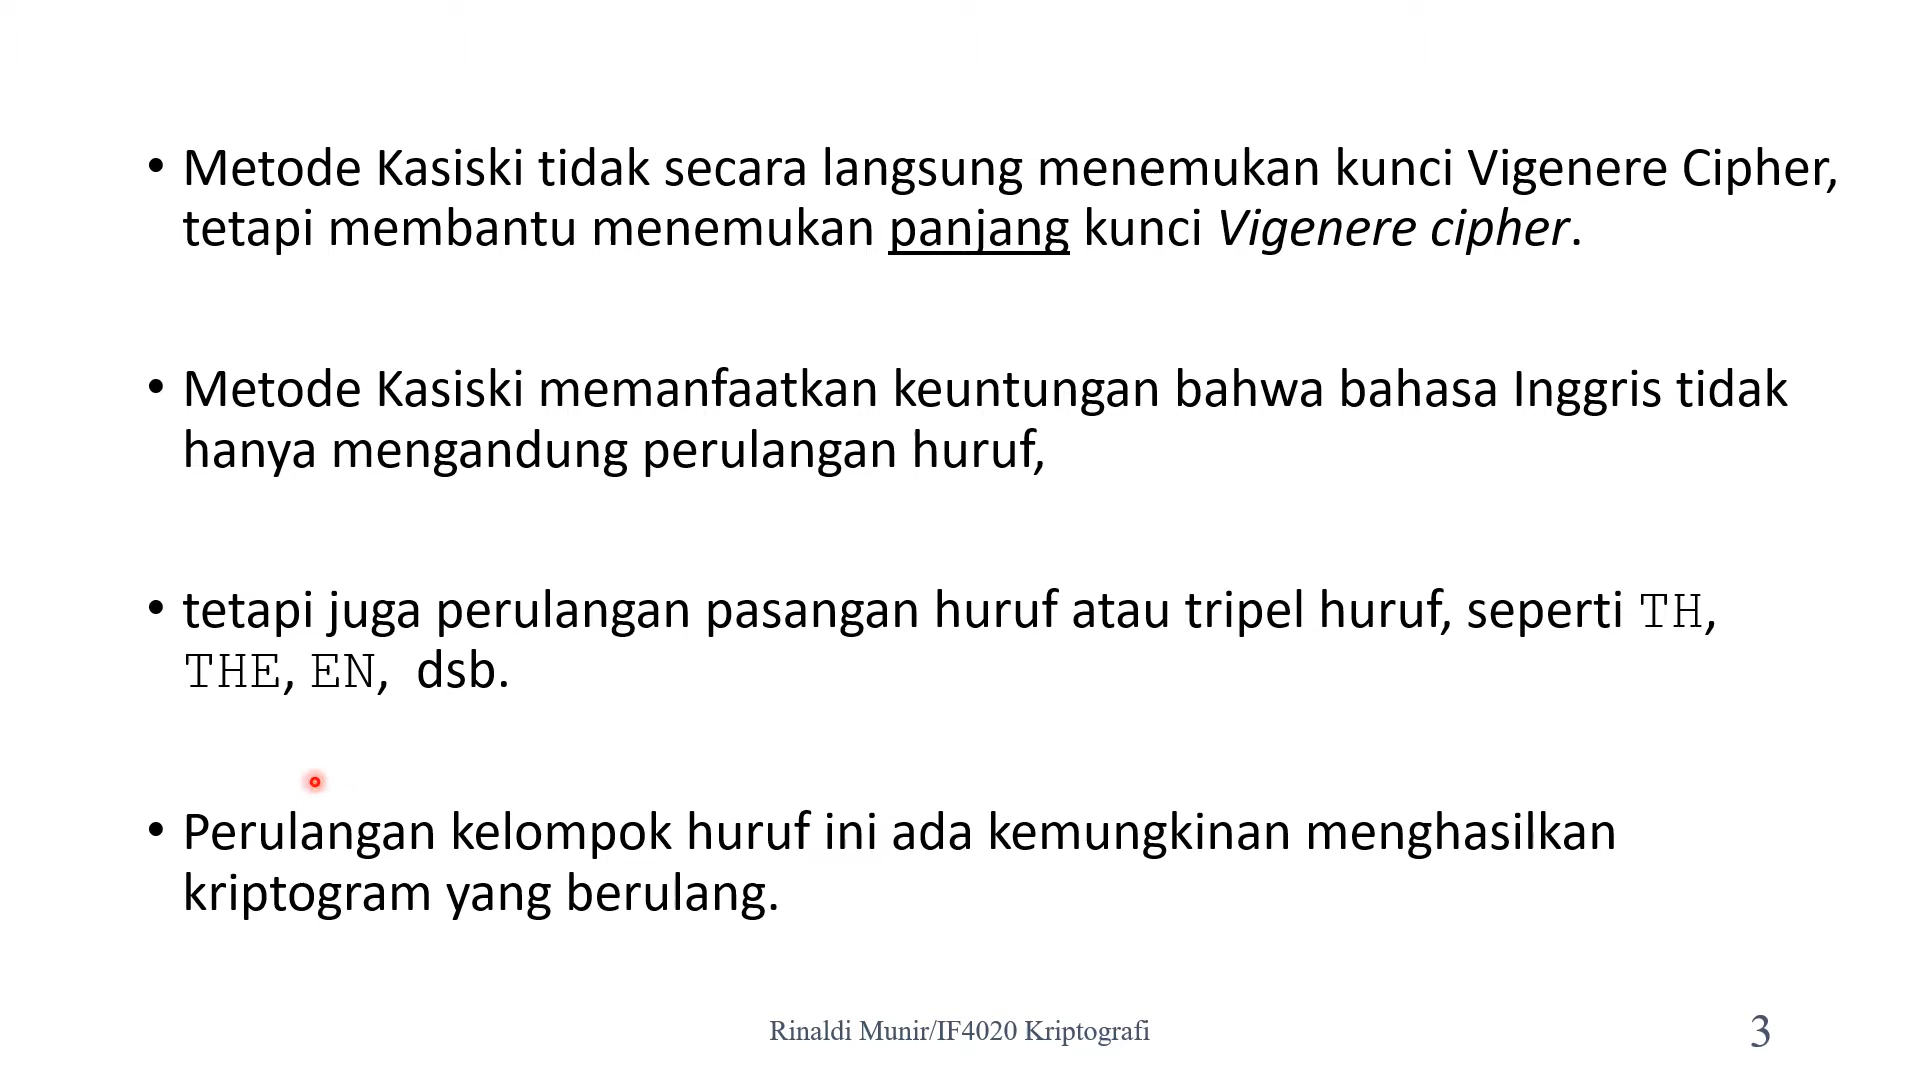 • Metode Kasiski tidak secara langsung menemukan kunci Vigenere Cipher,
tetapi membantu menemukan panjang kunci Vigenere cipher.
• Metode Kasiski memanfaatkan keuntungan bahwa bahasa Inggris tidak
hanya mengandung perulangan huruf,
• tetapi juga perulangan pasangan huruf atau tripel huruf, seperti TH,
THE, EN, dsb.
• Perulangan kelompok huruf ini ada kemungkinan menghasilkan
kriptogram yang berulang.
Rinaldi Munir/IF4020 Kriptografi
3